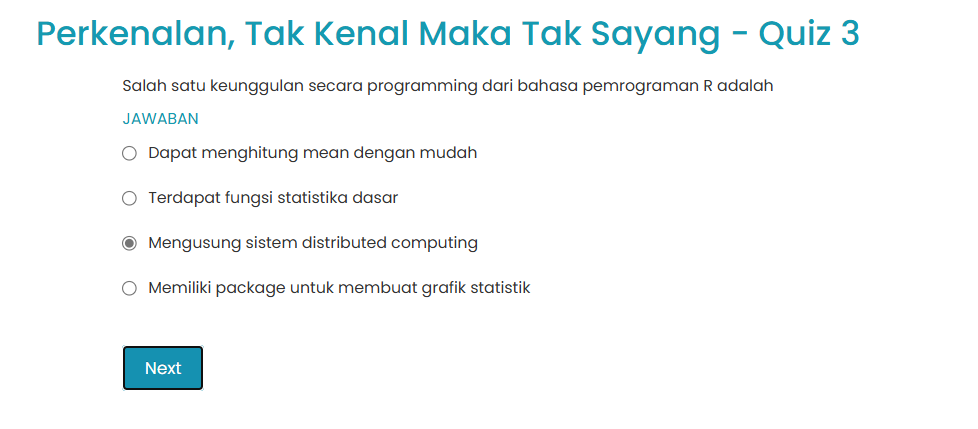 Perkenalan, Tak Kenal Maka Tak Sayang - Quiz 3
Salah satu keunggulan secara programming dari bahasa pemrograman R adalah
JAWABAN
Dapat menghitung mean dengan mudah
Terdapat fungsi statistika dasar
Mengusung sistem distributed computing
Memiliki package untuk membuat grafik statistik
Next